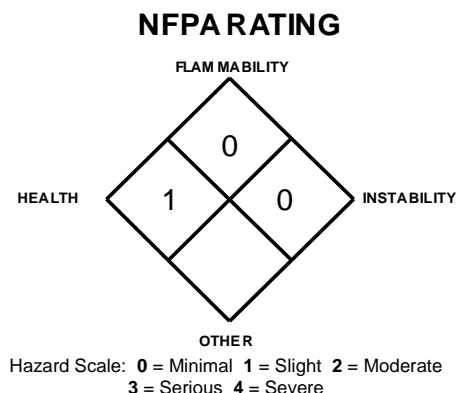 NFPA RATING
FLAMMABILITY
0
HEALTH
1
0
INSTABILITY
OTHER
Hazard Scale: 0 = Minimal 1 = Slight 2 = Moderate
3 = Serious 4 = Severe